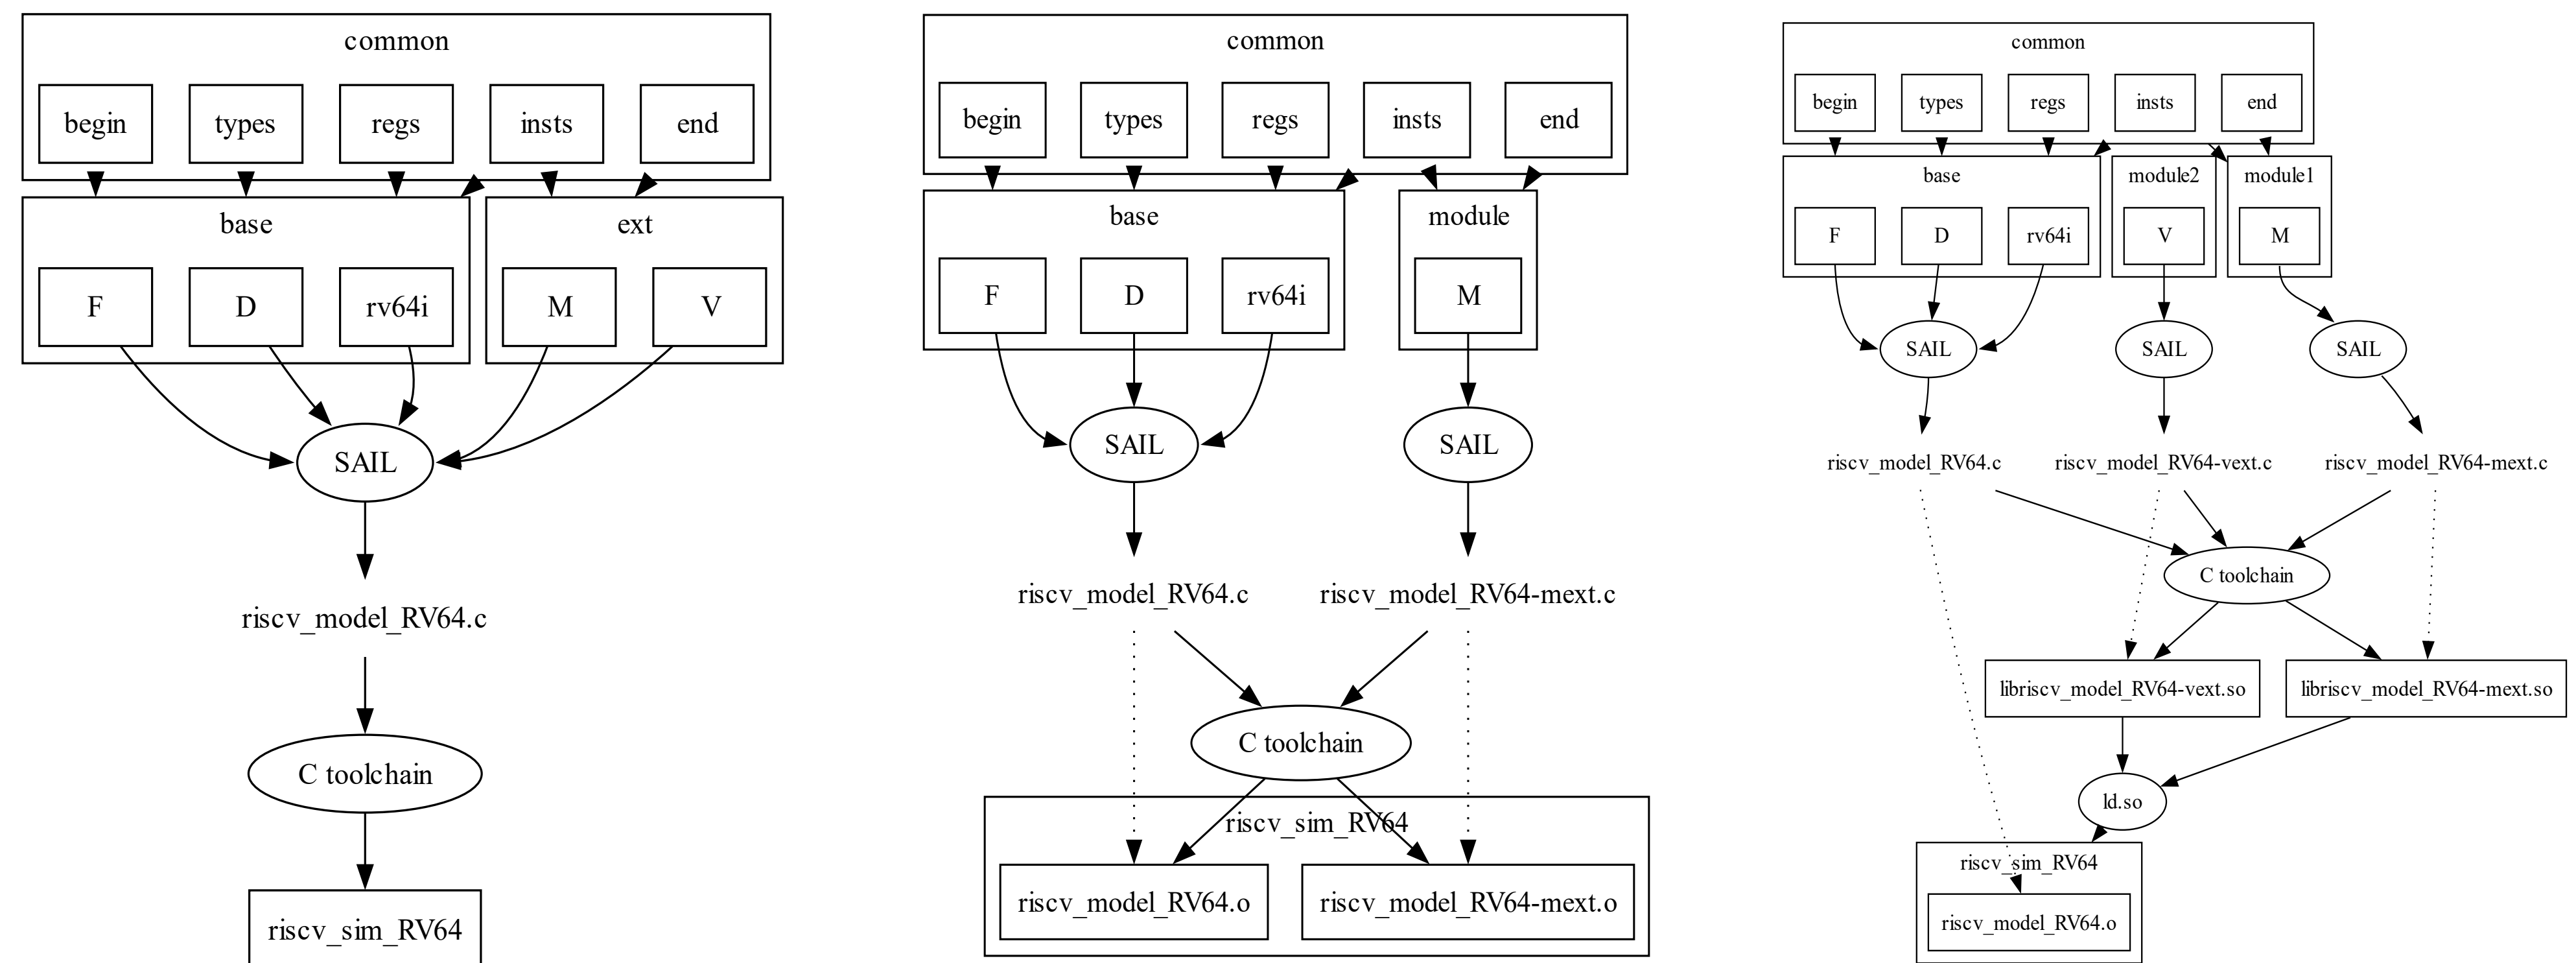 common
begin
types
regs
insts
end
base
ext
F
D
rv64i
M
V
SAIL
riscv_model_RV64.c
C toolchain
riscv_sim_RV64
common
begin
types
regs
insts
end
base
module
F
D
rv64i
M
SAIL
SAIL
riscv_model_RV64.c
riscv_model_RV64-mext.c
C toolchain
riscv_sim_RV64
riscv_model_RV64.o
riscv_model_RV64-mext.o
common
begin
types
regs
insts
end
base
module2
module1
F
D
rv64i
V
M
SAIL
SAIL
SAIL
riscv_model_RV64.c
riscv_model_RV64-vext.c
riscv_model_RV64-mext.c
C toolchain
libriscv_model_RV64-vext.so
libriscv_model_RV64-mext.so
ld.so
riscv_sim_RV64
riscv_model_RV64.o